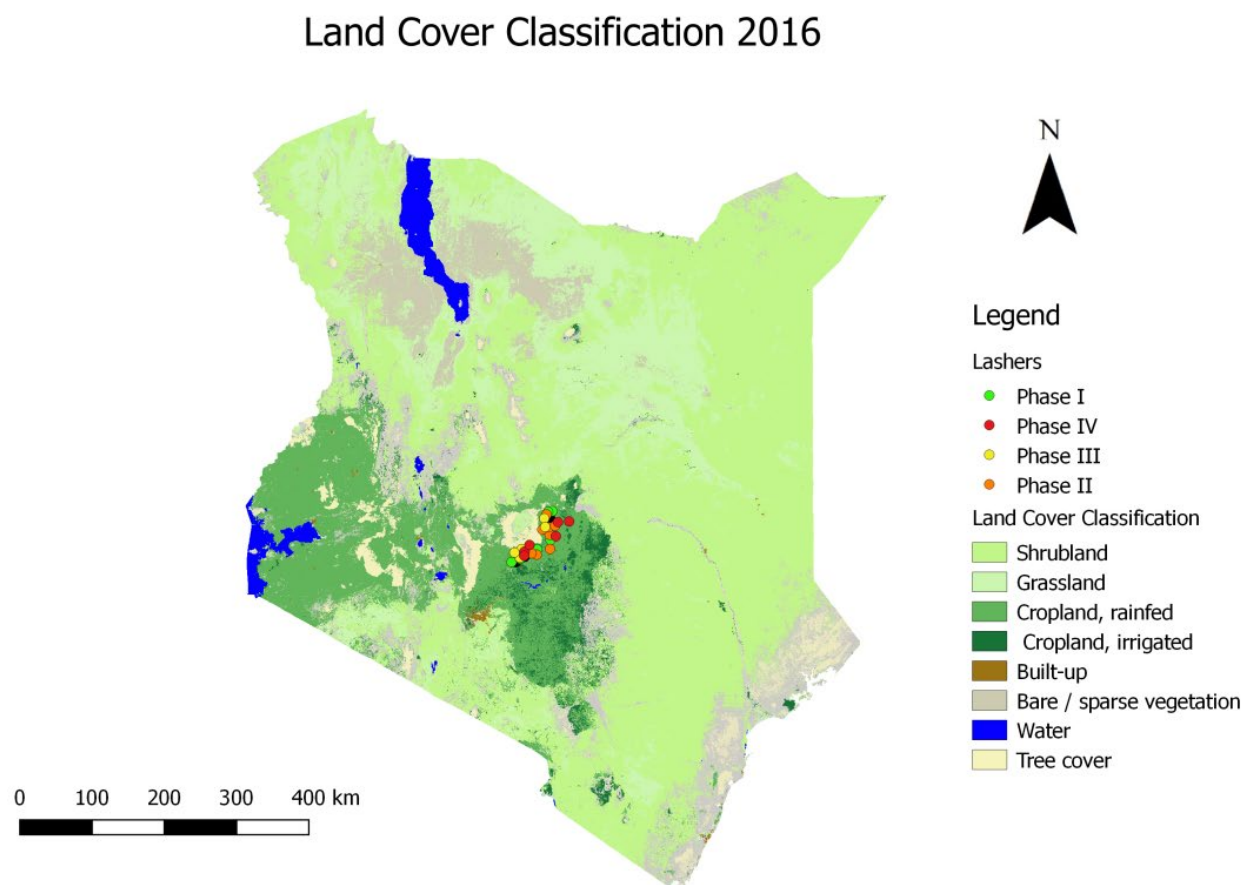 Land Cover Classification 2016
N
Legend
Lashers
Phase I
Phase IV
Phase III
Phase II
Land Cover Classification
Shrubland
Grassland
Cropland, rainfed
Cropland, irrigated
Built-up
Bare / sparse vegetation
Water
Tree cover
0 100 200 300 400 km